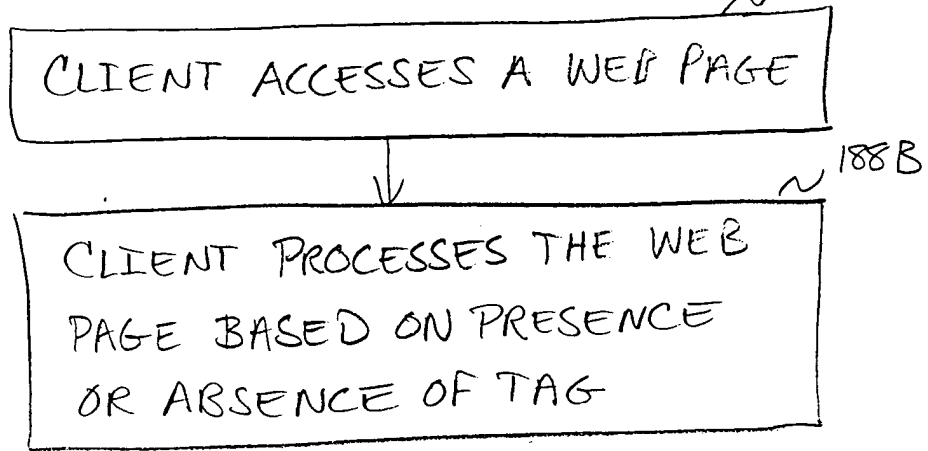 CLIENT ACCESSES A WEB PAGE
188B
CLIENT PROCESSES THE WEB
PAGE BASED ON PRESENCE
OR ABSENCE OF TAG